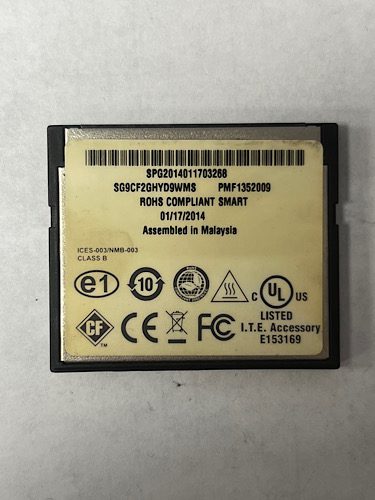 SPG2014011703268
SG9CF2GHYD9WMS PMF1352009
ROHS COMPLIANT SMART
01/17/2014
Assembled in Malaysia
ICES-003/NMB-003
CLASS B
e1 10 C UL US
LISTED
I.T.E. Accessory
E153169
CF TM CE FC